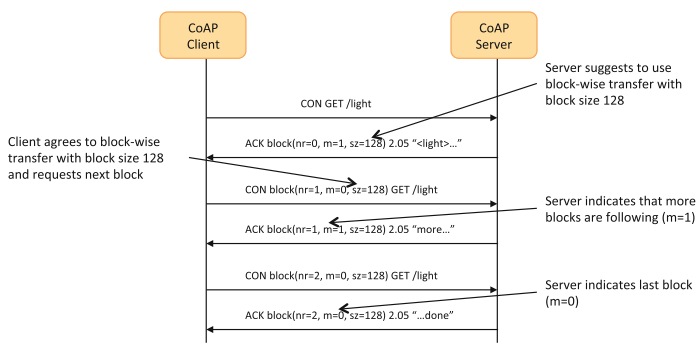 CoAP
Client
CoAP
Server
Server suggests to use
block-wise transfer with
block size 128
CON GET /light
ACK block(nr=0, m=1, sz=128) 2.05 “<light>…”
Client agrees to block-wise
transfer with block size 128
and requests next block
CON block(nr=1, m=0, sz=128) GET /light
Server indicates that more
blocks are following (m=1)
ACK block(nr=1, m=1, sz=128) 2.05 “more…”
CON block(nr=2, m=0, sz=128) GET /light
Server indicates last block
(m=0)
ACK block(nr=2, m=0, sz=128) 2.05 “…done”